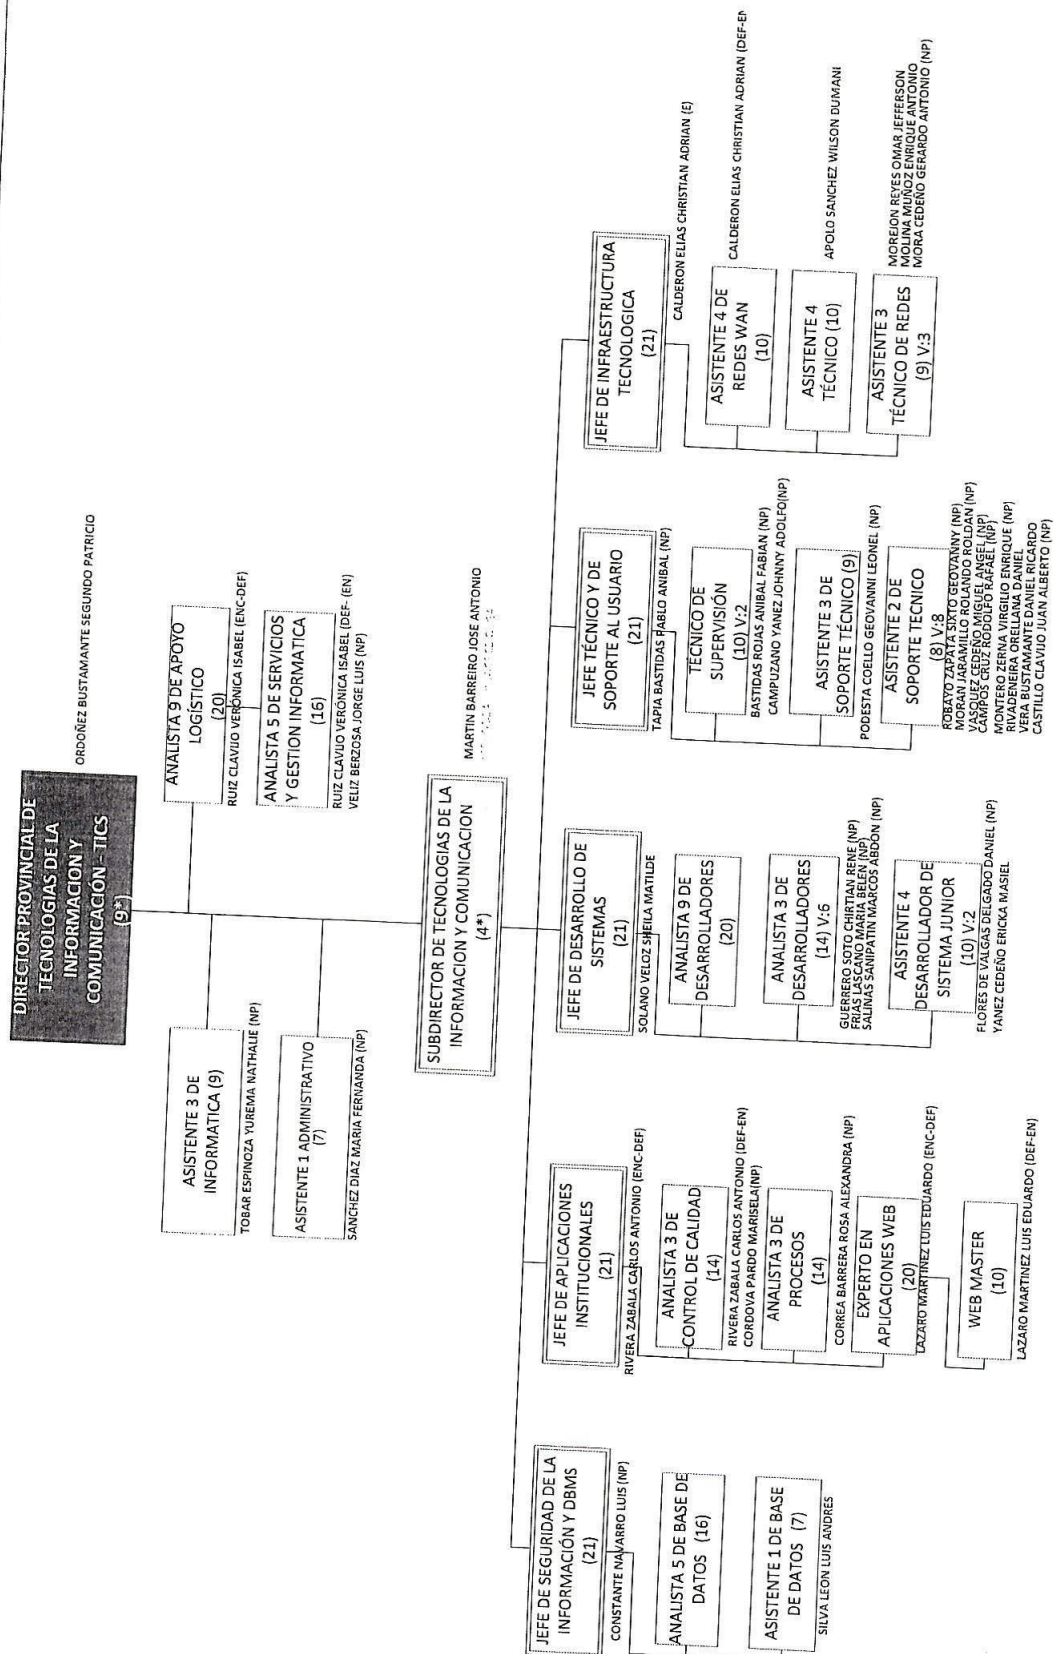 DIRECTOR PROVINCIAL DE
TECNOLOGIAS DE LA
INFORMACION Y
COMUNICACIÓN – TICS
(9*)
ORDOÑEZ BUSTAMANTE SEGUNDO PATRICIO
ASISTENTE 3 DE
INFORMATICA (9)
TOBAR ESPINOZA YUREMA NATHALIE (NP)
ANALISTA 9 DE APOYO
LOGÍSTICO
(20)
RUIZ CLAVIJO VERÓNICA ISABEL (ENC-DEF)
ASISTENTE 1 ADMINISTRATIVO
(7)
SANCHEZ DIAZ MARIA FERNANDA (NP)
ANALISTA 5 DE SERVICIOS
Y GESTION INFORMATICA
(16)
RUIZ CLAVIJO VERÓNICA ISABEL (DEF- (EN)
VELIZ BERZOSA JORGE LUIS (NP)
SUBDIRECTOR DE TECNOLOGIAS DE LA
INFORMACION Y COMUNICACION
(4*)
MARTIN BARREIRO JOSE ANTONIO
JEFE DE SEGURIDAD DE LA
INFORMACIÓN Y DBMS
(21)
CONSTANTE NAVARRO LUIS (NP)
ANALISTA 5 DE BASE DE
DATOS (16)
ASISTENTE 1 DE BASE
DE DATOS (7)
SILVA LEON LUIS ANDRES
JEFE DE APLICACIONES
INSTITUCIONALES
(21)
RIVERA ZABALA CARLOS ANTONIO (ENC-DEF)
ANALISTA 3 DE
CONTROL DE CALIDAD
(14)
RIVERA ZABALA CARLOS ANTONIO (DEF-EN)
CORDOVA PARDO MARISELA(NP)
ANALISTA 3 DE
PROCESOS
(14)
CORREA BARRERA ROSA ALEXANDRA (NP)
EXPERTO EN
APLICACIONES WEB
(20)
LAZARO MARTINEZ LUIS EDUARDO (ENC-DEF)
WEB MASTER
(10)
LAZARO MARTINEZ LUIS EDUARDO (DEF-EN)
JEFE DE DESARROLLO DE
SISTEMAS
(21)
SOLANO VELOZ SHEILA MATILDE
ANALISTA 9 DE
DESARROLLADORES
(20)
ANALISTA 3 DE
DESARROLLADORES
(14) V:6
GUERRERO SOTO CHIRTIAN RENE (NP)
FRIAS LASCANO MARIA BELEN (NP)
SALINAS SANIPATIN MARCOS ABDON (NP)
ASISTENTE 4
DESARROLLADOR DE
SISTEMA JUNIOR
(10) V:2
FLORES DE VALGAS DELGADO DANIEL (NP)
YANEZ CEDEÑO ERICKA MASIEL
JEFE TÉCNICO Y DE
SOPORTE AL USUARIO
(21)
TAPIA BASTIDAS PABLO ANIBAL (NP)
TECNICO DE
SUPERVISIÓN
(10) V:2
BASTIDAS ROJAS ANIBAL FABIAN (NP)
CAMPUZANO YANEZ JOHNNY ADOLFO(NP)
ASISTENTE 3 DE
SOPORTE TÉCNICO (9)
PODESTA COELLO GEOVANNI LEONEL (NP)
ASISTENTE 2 DE
SOPORTE TECNICO
(8) V:8
ROBAYO ZAPATA SIXTO GEOVANNY (NP)
MORAN JARAMILLO ROLANDO ROLDAN (NP)
VASQUEZ CEDEÑO MIGUEL ANGEL (NP)
CAMPOS CRUZ RODOLFO RAFAEL (NP)
MONTERO ZERNA VIRGILIO ENRIQUE (NP)
RIVADENEIRA ORELLANA DANIEL
VERA BUSTAMANTE DANIEL RICARDO
CASTILLO CLAVIJO JUAN ALBERTO (NP)
JEFE DE INFRAESTRUCTURA
TECNOLOGICA
(21)
CALDERON ELIAS CHRISTIAN ADRIAN (E)
ASISTENTE 4 DE
REDES WAN
(10)
CALDERON ELIAS CHRISTIAN ADRIAN (DEF-EN
ASISTENTE 4
TÉCNICO (10)
APOLO SANCHEZ WILSON DUMANI
ASISTENTE 3
TÉCNICO DE REDES
(9) V:3
MOREJON REYES OMAR JEFFERSON
MOLINA MUÑOZ ENRIQUE ANTONIO
MORA CEDEÑO GERARDO ANTONIO (NP)